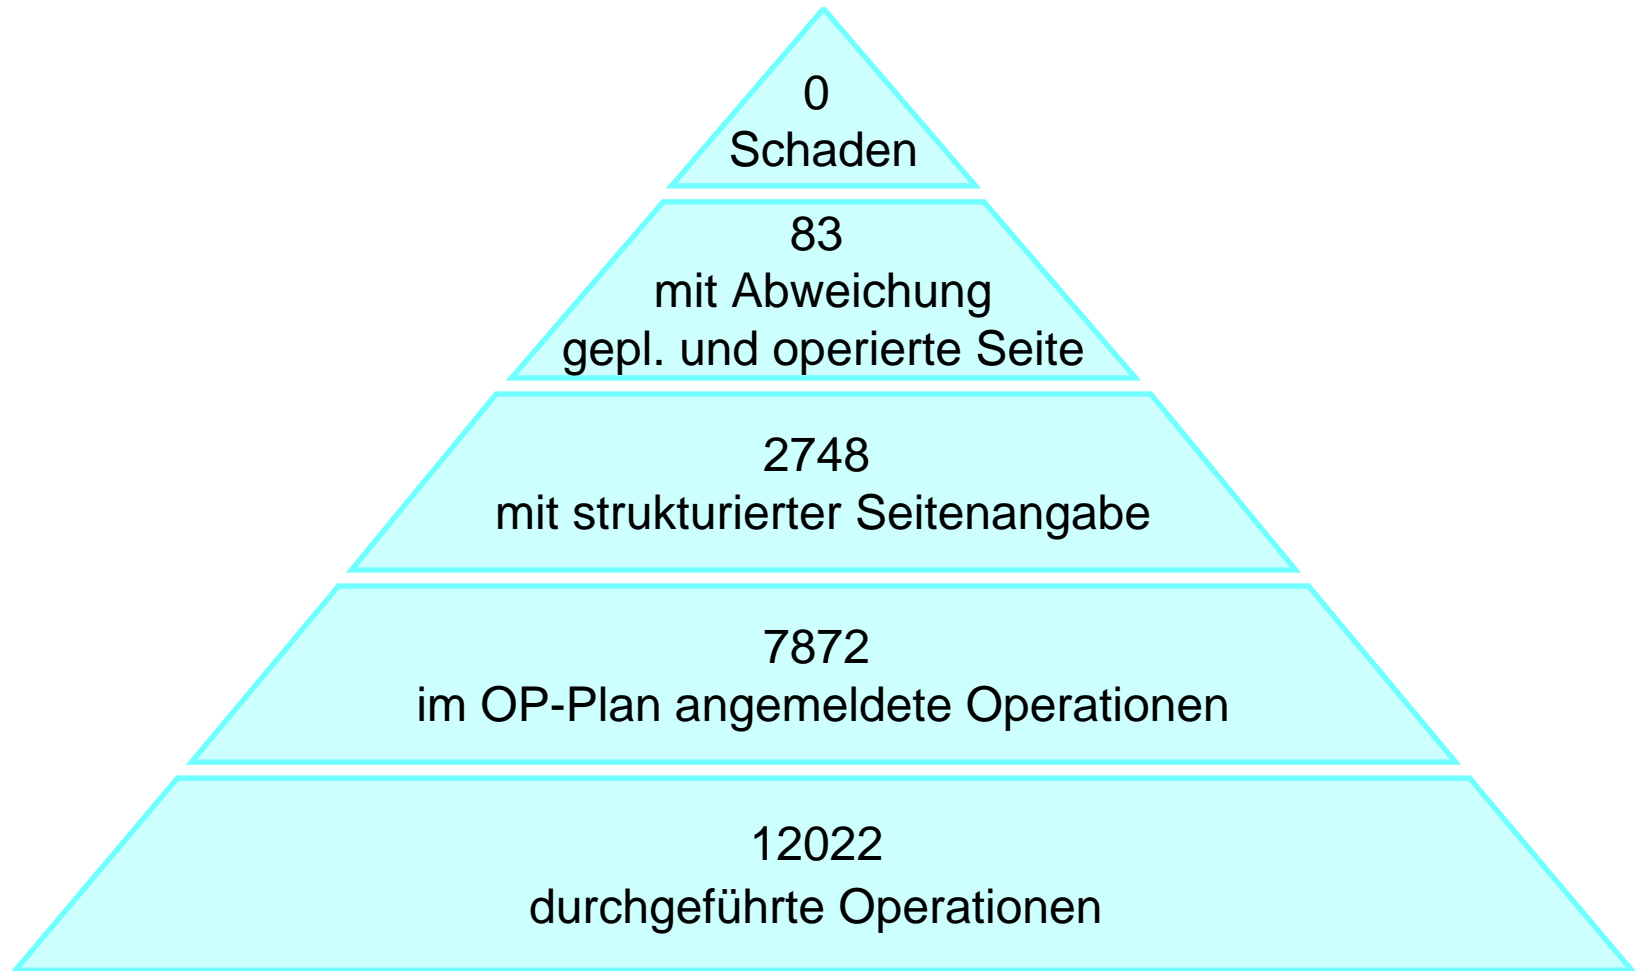 0
Schaden
83
mit Abweichung
gepl. und operierte Seite
2748
mit strukturierter Seitenangabe
7872
im OP-Plan angemeldete Operationen
12022
durchgeführte Operationen